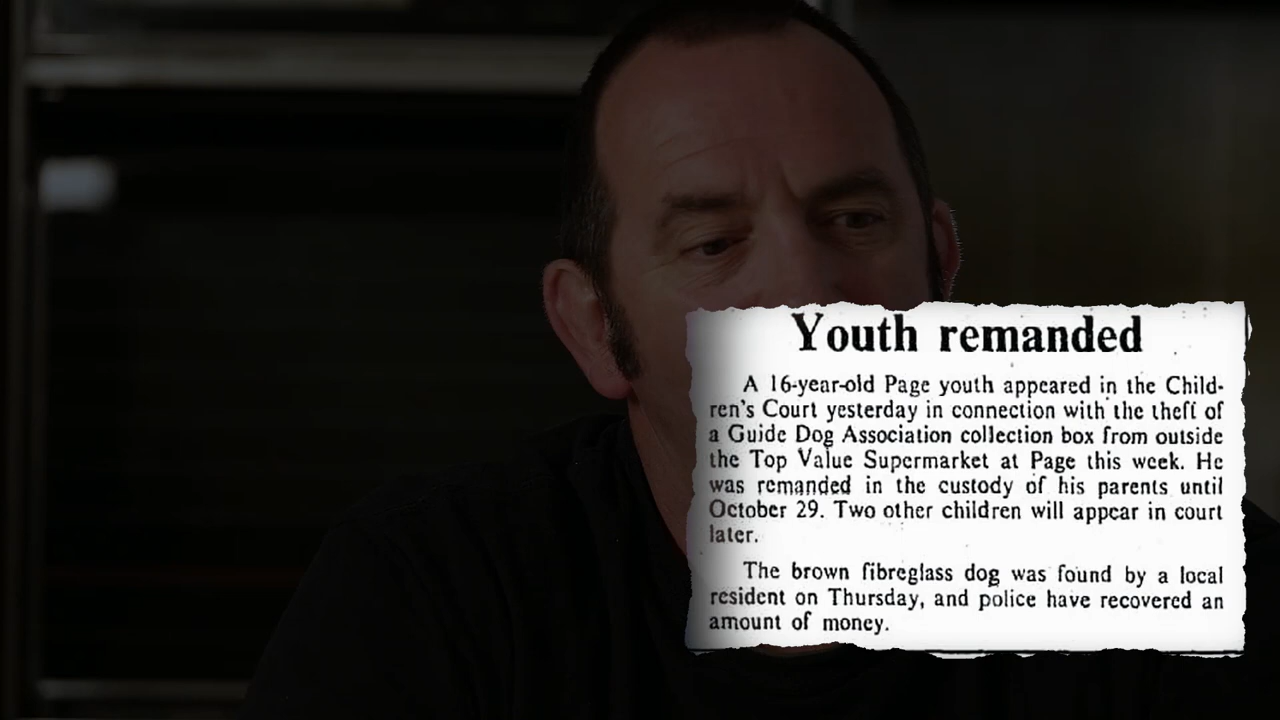 Youth remanded
A 16-year-old Page youth appeared in the Child-
ren's Court yesterday in connection with the theft of
a Guide Dog Association collection box from outside
the Top Value Supermarket at Page this week. He
was remanded in the custody of his parents until
October 29. Two other children will appear in court
later.
The brown fibreglass dog was found by a local
resident on Thursday, and police have recovered an
amount of money.